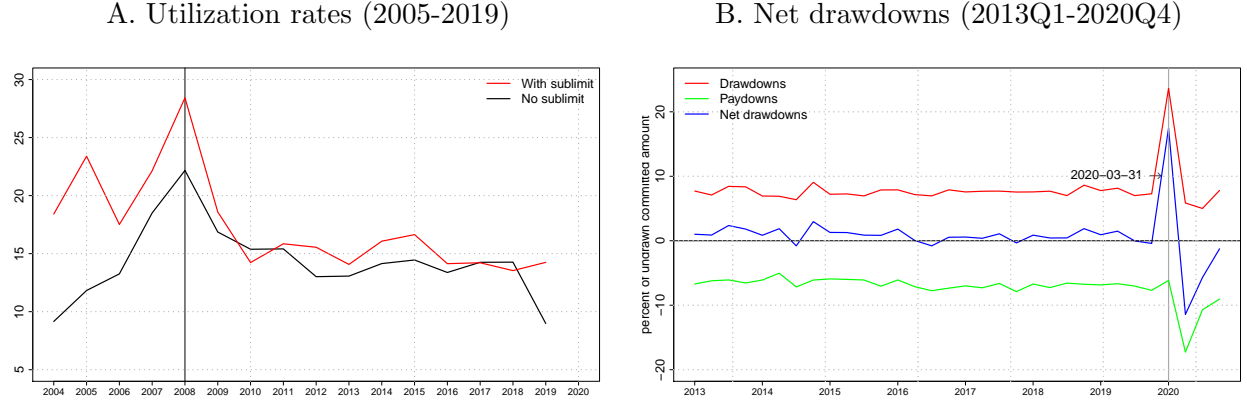 A. Utilization rates (2005-2019)
30
25
20
15
10
5
With sublimit
No sublimit
2004 2005 2006 2007 2008 2009 2010 2011 2012 2013 2014 2015 2016 2017 2018 2019 2020
B. Net drawdowns (2013Q1-2020Q4)
percent of undrawn committed amount
20
10
0
−10
−20
Drawdowns
Paydowns
Net drawdowns
2020−03−31 →
2013 2014 2015 2016 2017 2018 2019 2020